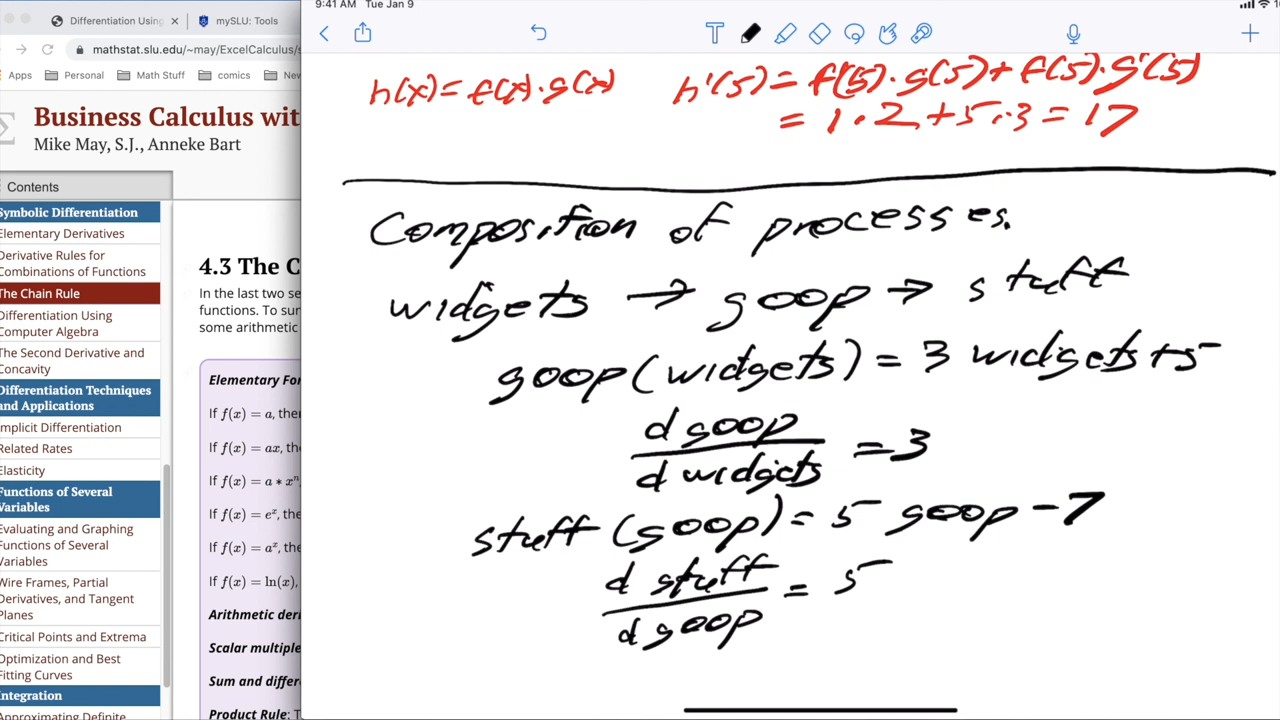 9:41 AM Tue Jan 9
Differentiation Using
mySLU: Tools
mathstat.slu.edu/~may/ExcelCalculus/s
Apps Personal Math Stuff comics New
Business Calculus wit
Mike May, S.J., Anneke Bart
Contents
Symbolic Differentiation
Elementary Derivatives
Derivative Rules for
Combinations of Functions
The Chain Rule
Differentiation Using
Computer Algebra
The Second Derivative and
Concavity
Differentiation Techniques
and Applications
Implicit Differentiation
Related Rates
Elasticity
Functions of Several
Variables
Evaluating and Graphing
Functions of Several
Variables
Wire Frames, Partial
Derivatives, and Tangent
Planes
Critical Points and Extrema
Optimization and Best
Fitting Curves
Integration
Approximating Definite
4.3 The C
In the last two se
functions. To sur
some arithmetic
Elementary For
If f(x) = a, then
If f(x) = ax, the
If f(x) = a * xⁿ
If f(x) = eˣ, the
If f(x) = aˣ, the
If f(x) = ln(x),
Arithmetic deri
Scalar multiple
Sum and differe
Product Rule: T
h(x) = f(x) · g(x) h'(5) = f'(5) · g(5) + f(5) · g'(5)
= 1 · 2 + 5 · 3 = 17
Composition of processes.
widgets → goop → stuff
goop(widgets) = 3 widgets + 5
d goop
d widgets = 3
stuff (goop) = 5 goop - 7
d stuff
d goop = 5